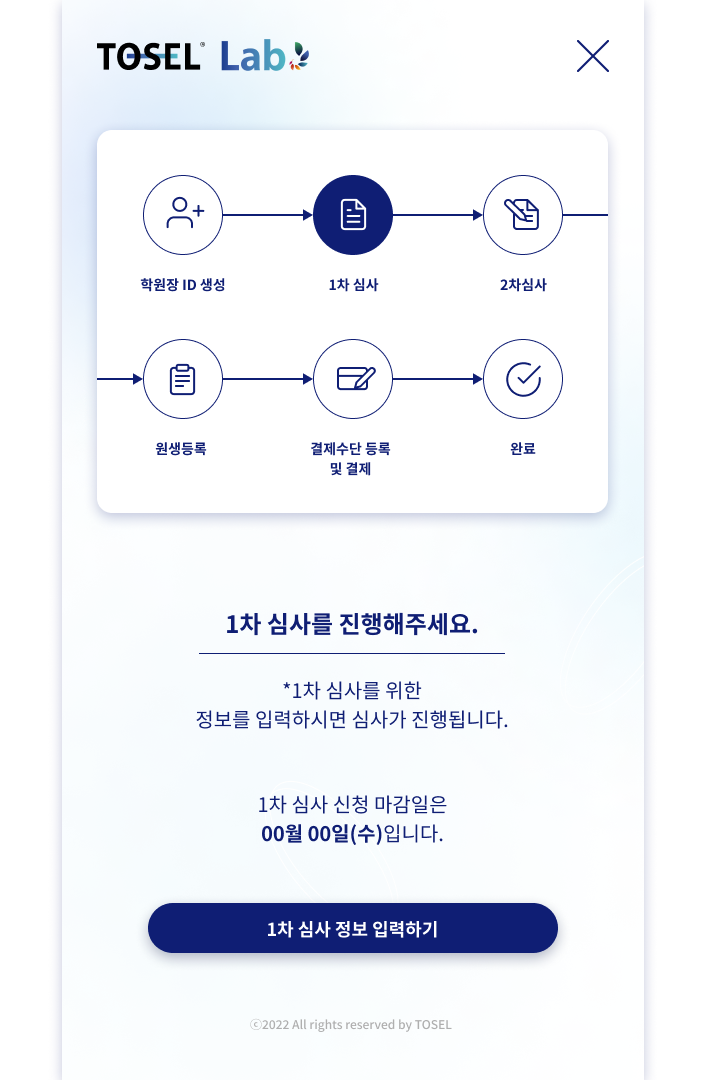 TOSEL® Lab
학원장 ID 생성
1차 심사
2차심사
원생등록
결제수단 등록
및 결제
완료
1차 심사를 진행해주세요.
*1차 심사를 위한
정보를 입력하시면 심사가 진행됩니다.
1차 심사 신청 마감일은
00월 00일(수)입니다.
1차 심사 정보 입력하기
ⓒ2022 All rights reserved by TOSEL